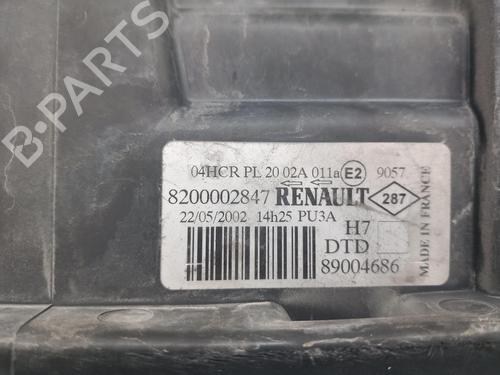 B-PARTS
04HCR PL 20 02A 011a E2 9057
8200002847 RENAULT 287
22/05/2002 14h25 PU3A
H7
DTD
89004686
MADE IN FRANCE